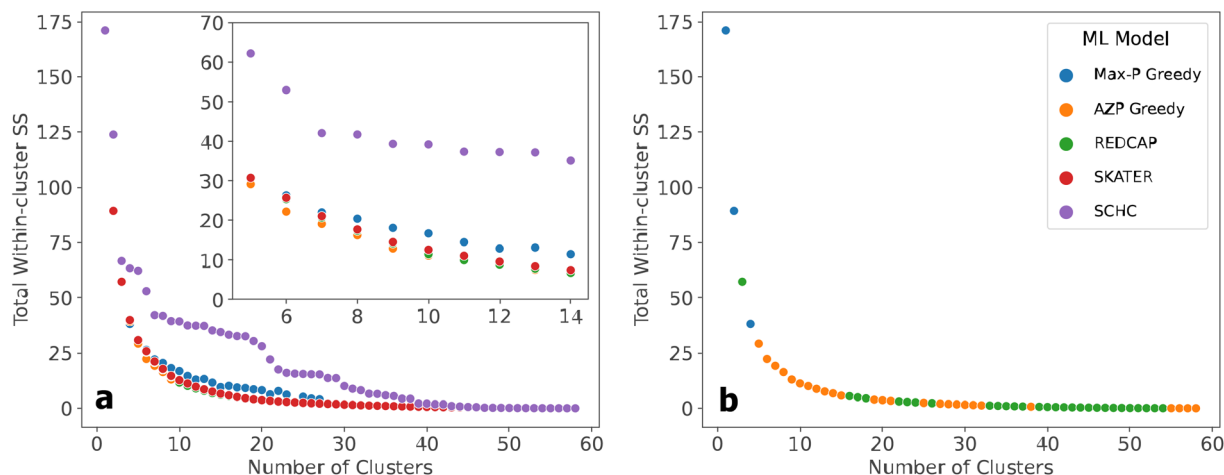 175
150
125
100
75
50
25
0
Total Within-cluster SS
0 10 20 30 40 50 60
Number of Clusters
70
60
50
40
30
20
10
0
6 8 10 12 14
a
175
150
125
100
75
50
25
0
Total Within-cluster SS
0 10 20 30 40 50 60
Number of Clusters
ML Model
Max-P Greedy
AZP Greedy
REDCAP
SKATER
SCHC
b